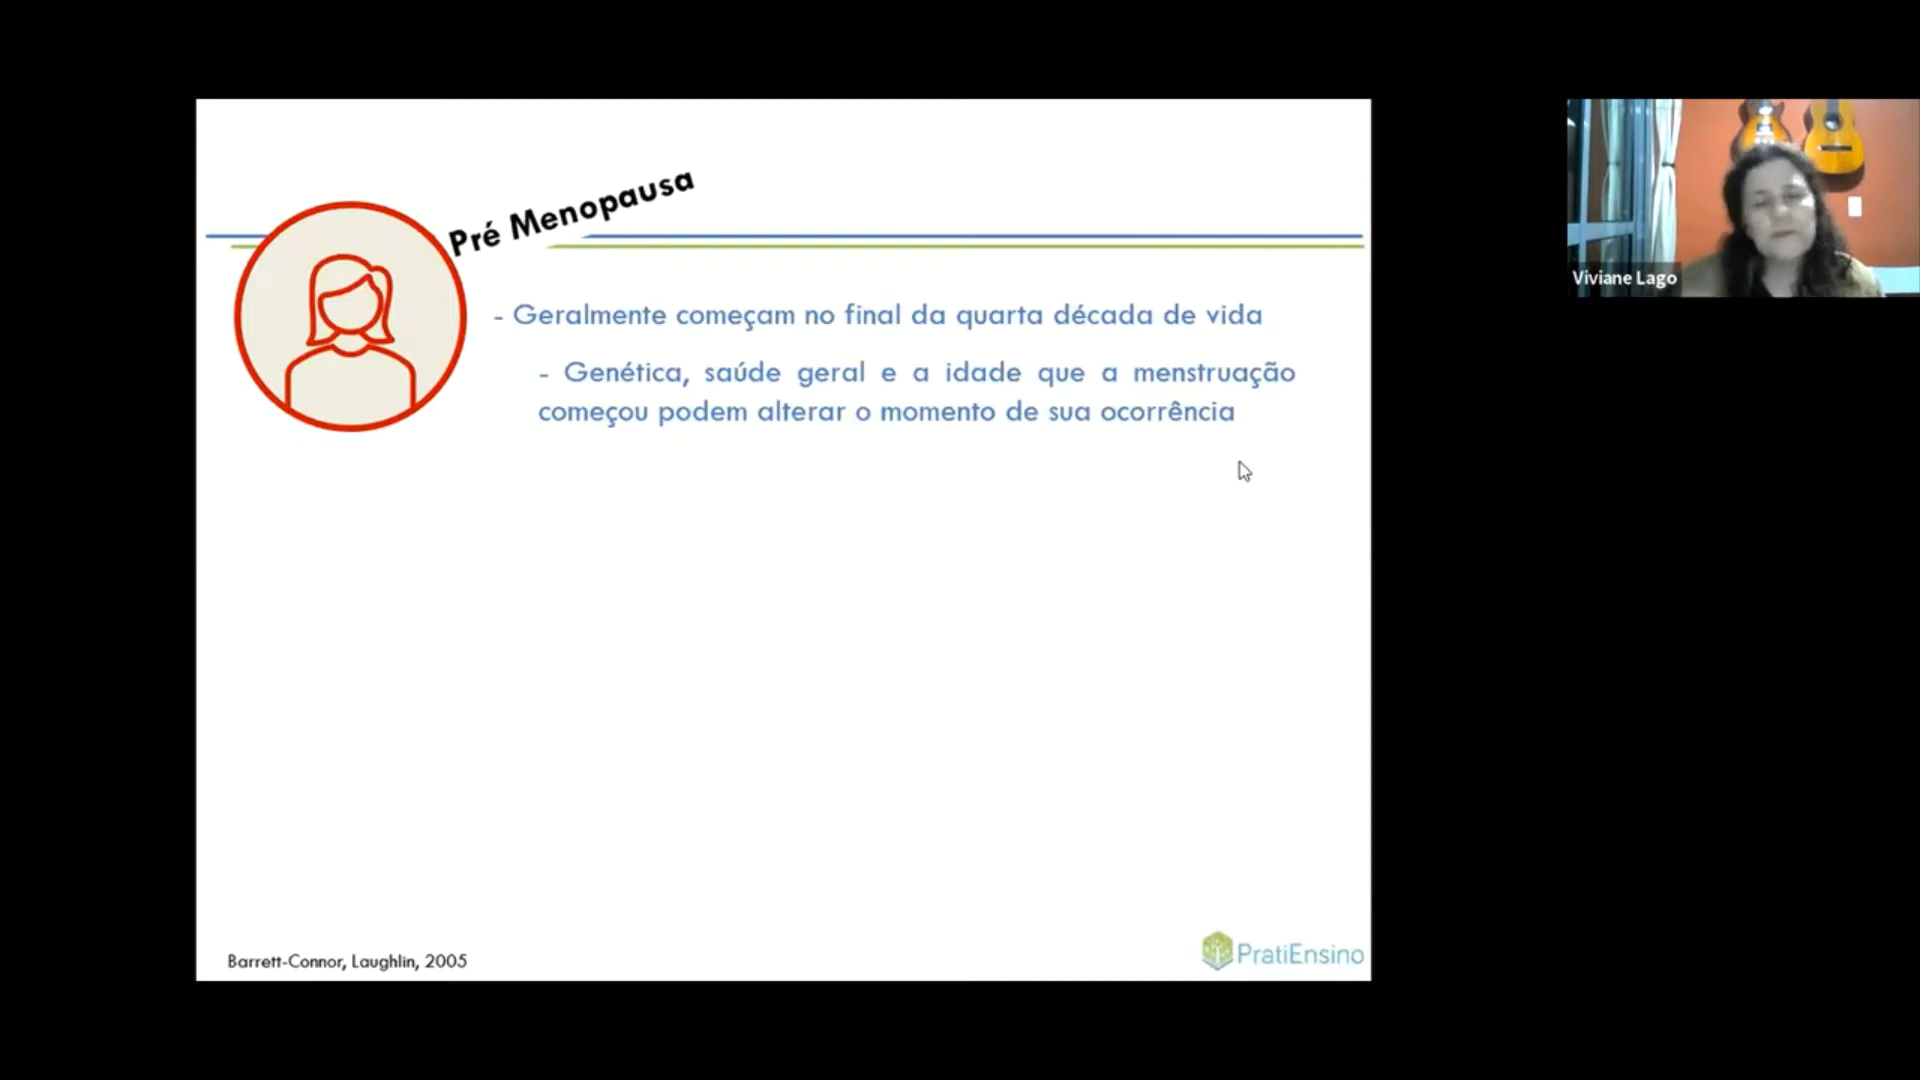 Pré Menopausa
- Geralmente começam no final da quarta década de vida
- Genética, saúde geral e a idade que a menstruação
começou podem alterar o momento de sua ocorrência
Barrett-Connor, Laughlin, 2005
PratiEnsino
Viviane Lago